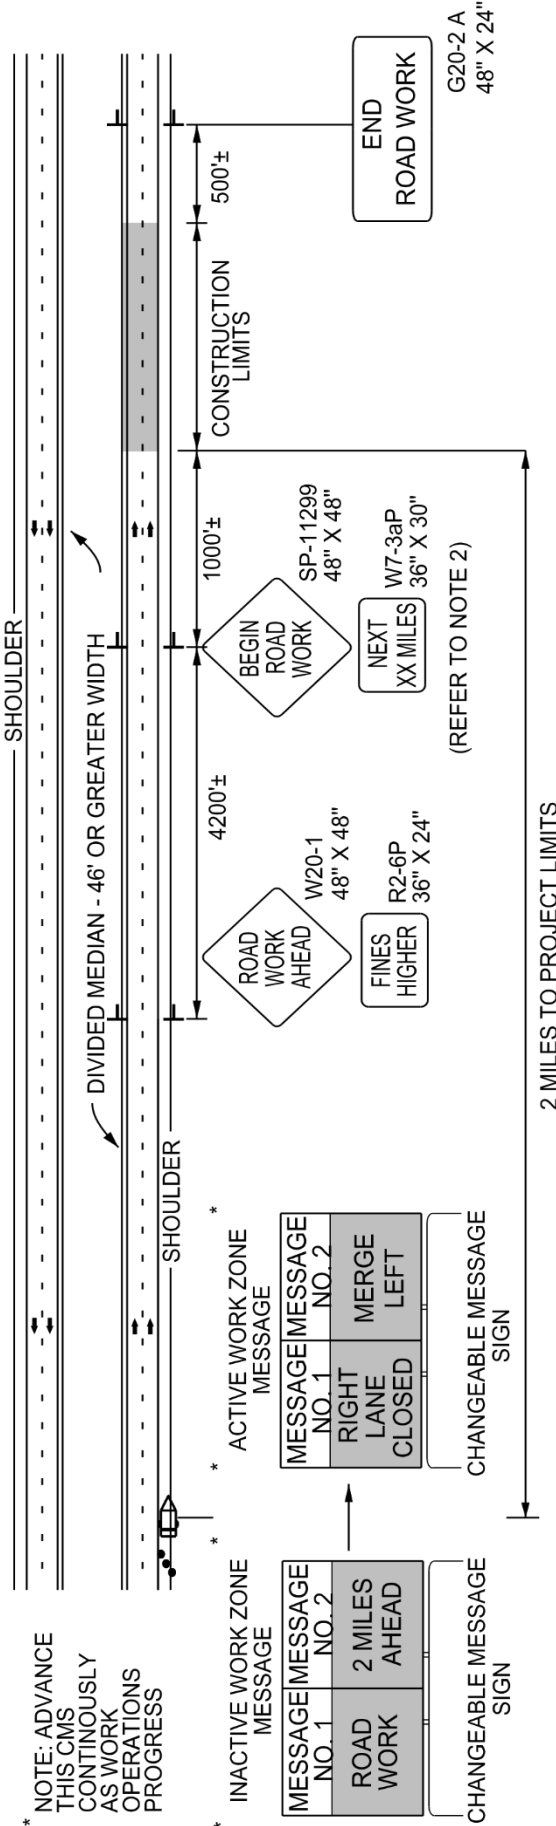 SHOULDER
* NOTE: ADVANCE
THIS CMS
CONTINOUSLY
AS WORK
OPERATIONS
PROGRESS
DIVIDED MEDIAN - 46' OR GREATER WIDTH
SHOULDER
4200'±
1000'±
CONSTRUCTION
LIMITS
500'±
* INACTIVE WORK ZONE *
MESSAGE
MESSAGE
NO. 1
MESSAGE
NO. 2
ROAD
WORK
2 MILES
AHEAD
CHANGEABLE MESSAGE
SIGN
* ACTIVE WORK ZONE *
MESSAGE
MESSAGE
NO. 1
MESSAGE
NO. 2
RIGHT
LANE
CLOSED
MERGE
LEFT
CHANGEABLE MESSAGE
SIGN
ROAD
WORK
AHEAD
W20-1
48" X 48"
FINES
HIGHER
R2-6P
36" X 24"
BEGIN
ROAD
WORK
SP-11299
48" X 48"
NEXT
XX MILES
W7-3aP
36" X 30"
(REFER TO NOTE 2)
END
ROAD WORK
G20-2 A
48" X 24"
2 MILES TO PROJECT LIMITS